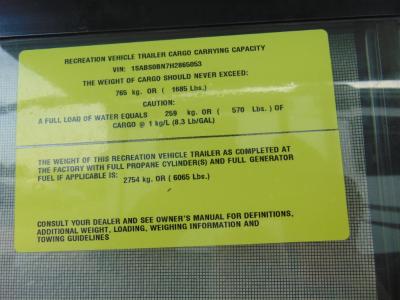 RECREATION VEHICLE TRAILER CARGO CARRYING CAPACITY
VIN: 1SABS0BN7H2865053
THE WEIGHT OF CARGO SHOULD NEVER EXCEED:
765 kg. OR ( 1685 Lbs.)
CAUTION:
A FULL LOAD OF WATER EQUALS 259 kg. OR ( 570 Lbs. ) OF
CARGO @ 1 kg/L (8.3 Lb/GAL)
THE WEIGHT OF THIS RECREATION VEHICLE TRAILER AS COMPLETED AT
THE FACTORY WITH FULL PROPANE CYLINDER(S) AND FULL GENERATOR
FUEL IF APPLICABLE IS: 2754 kg. OR ( 6065 Lbs.)
CONSULT YOUR DEALER AND SEE OWNER'S MANUAL FOR DEFINITIONS,
ADDITIONAL WEIGHT, LOADING, WEIGHING INFORMATION AND
TOWING GUIDELINES